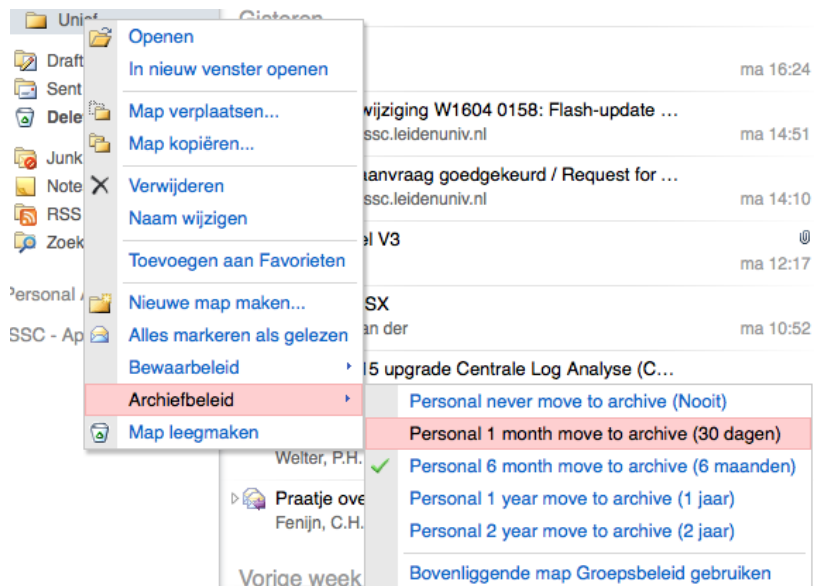 Gisteren
Openen
In nieuw venster openen
ma 16:24
Draft
Sent
Map verplaatsen...
wijziging W1604 0158: Flash-update ...
Map kopiëren...
ssc.leidenuniv.nl
ma 14:51
Junk
aanvraag goedgekeurd / Request for ...
Note
Verwijderen
ssc.leidenuniv.nl
ma 14:10
RSS
Naam wijzigen
Zoek
el V3
Toevoegen aan Favorieten
ma 12:17
Personal
Nieuwe map maken...
SX
SSC - Ap
Alles markeren als gelezen
an der
ma 10:52
Bewaarbeleid
15 upgrade Centrale Log Analyse (C...
Archiefbeleid
Personal never move to archive (Nooit)
Map leegmaken
Personal 1 month move to archive (30 dagen)
Welter, P.H.
Personal 6 month move to archive (6 maanden)
Praatje ove
Personal 1 year move to archive (1 jaar)
Fenijn, C.H.
Personal 2 year move to archive (2 jaar)
Vorige week
Bovenliggende map Groepsbeleid gebruiken